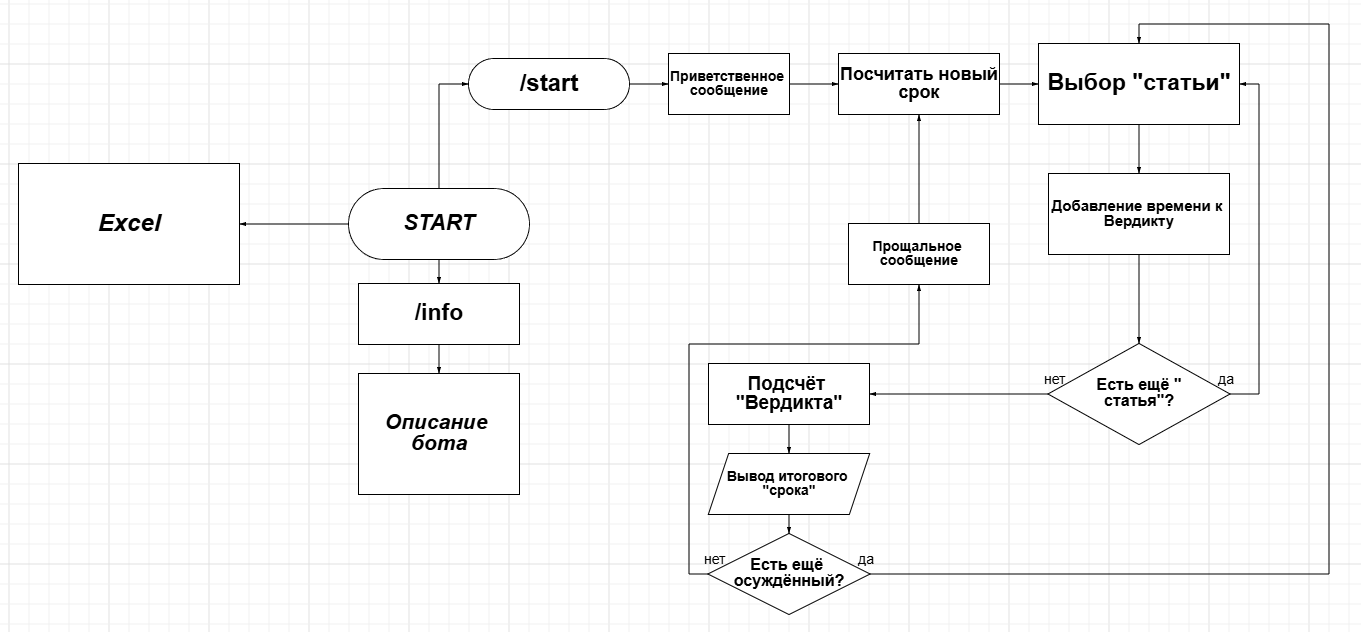 /start
Приветственное
сообщение
Посчитать новый
срок
Выбор "статьи"
Excel
START
Добавление времени к
Вердикту
Прощальное
сообщение
/info
Подсчёт
"Вердикта"
нет
Есть ещё "
статья"?
да
Описание
бота
Вывод итогового
"срока"
нет
Есть ещё
осуждённый?
да